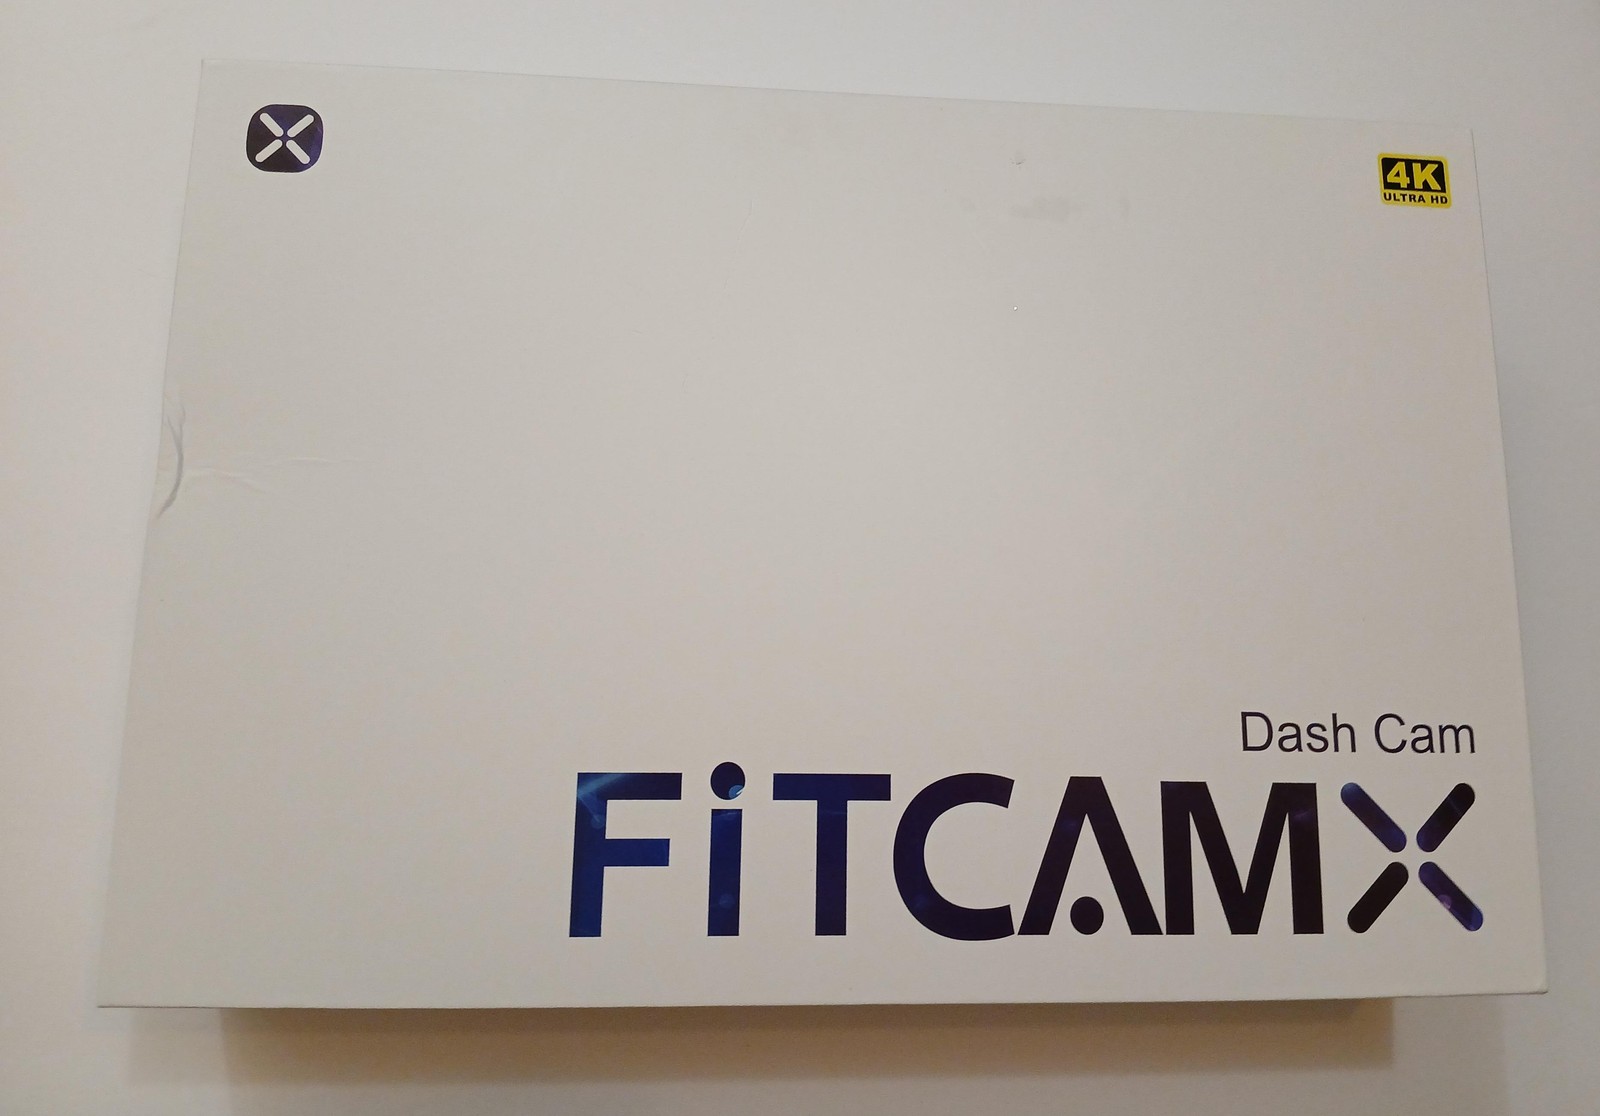 4K
ULTRA HD
Dash Cam
FiTCAMX